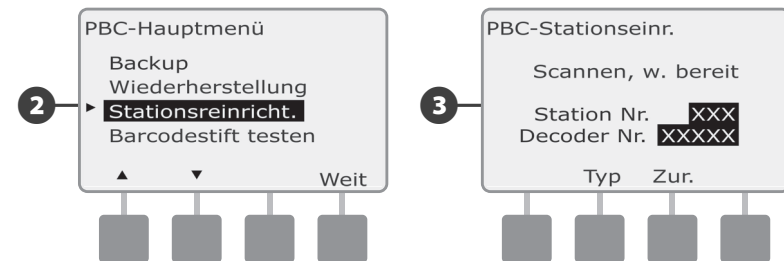 PBC-Hauptmenü
Backup
Wiederherstellung
Stationsreinricht.
Barcodestift testen
Weit
2
PBC-Stationseinr.
Scannen, w. bereit
Station Nr. XXX
Decoder Nr. XXXXX
Typ Zur.
3